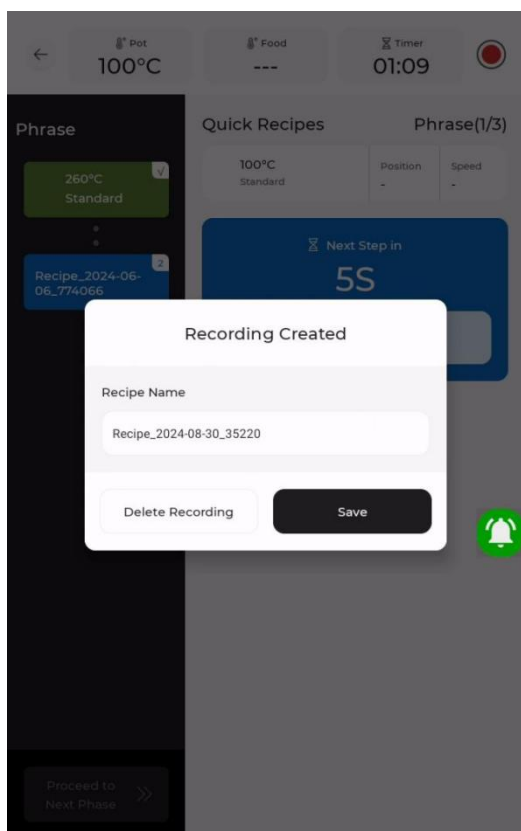 Pot
100°C
Food
---
Timer
01:09
Phrase
Quick Recipes
Phrase(1/3)
260°C
Standard
√
100°C
Standard
Position
-
Speed
-
2
Recipe_2024-06-
06_774066
Next Step in
5S
Recording Created
Recipe Name
Recipe_2024-08-30_35220
Delete Recording
Save
Proceed to
Next Phase